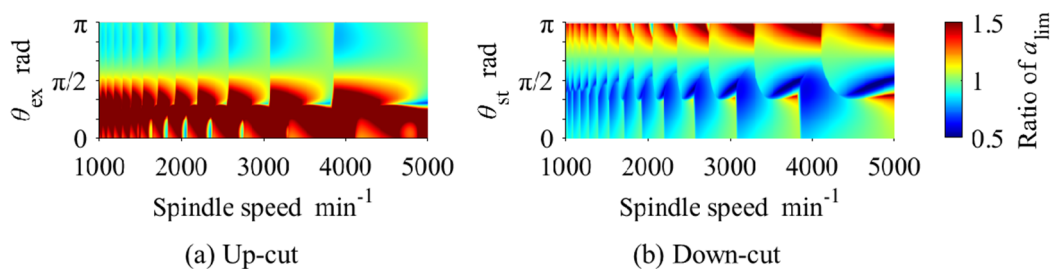 π
π/2
0
θex rad
1000 2000 3000 4000 5000
Spindle speed min-1
(a) Up-cut
π
π/2
0
θst rad
1000 2000 3000 4000 5000
Spindle speed min-1
(b) Down-cut
1.5
1
0.5
Ratio of alim